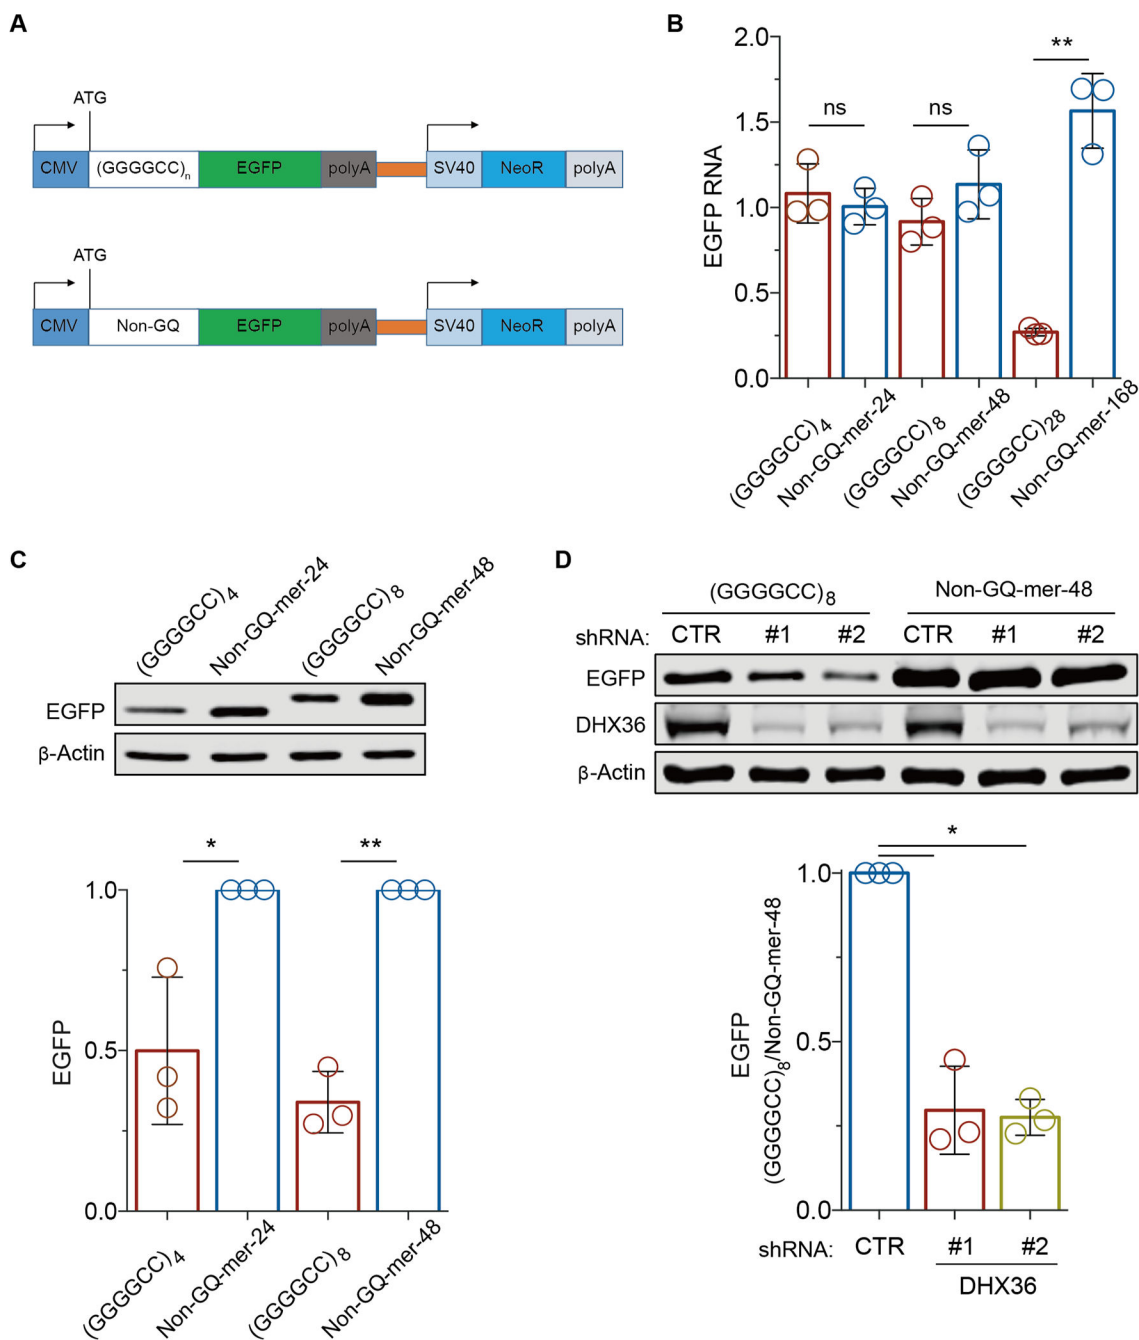 A
ATG
CMV (GGGGCC)n EGFP polyA SV40 NeoR polyA
ATG
CMV Non-GQ EGFP polyA SV40 NeoR polyA
B
EGFP RNA
2.0
1.5
1.0
0.5
0.0
ns ns **
(GGGGCC)4
Non-GQ-mer-24
(GGGGCC)8
Non-GQ-mer-48
(GGGGCC)28
Non-GQ-mer-168
C
(GGGGCC)4
Non-GQ-mer-24
(GGGGCC)8
Non-GQ-mer-48
EGFP
β-Actin
* **
EGFP
1.0
0.5
0.0
(GGGGCC)4
Non-GQ-mer-24
(GGGGCC)8
Non-GQ-mer-48
D
(GGGGCC)8 Non-GQ-mer-48
shRNA: CTR #1 #2 CTR #1 #2
EGFP
DHX36
β-Actin
*
EGFP
(GGGGCC)8/Non-GQ-mer-48
1.0
0.5
0.0
shRNA: CTR #1 #2
DHX36